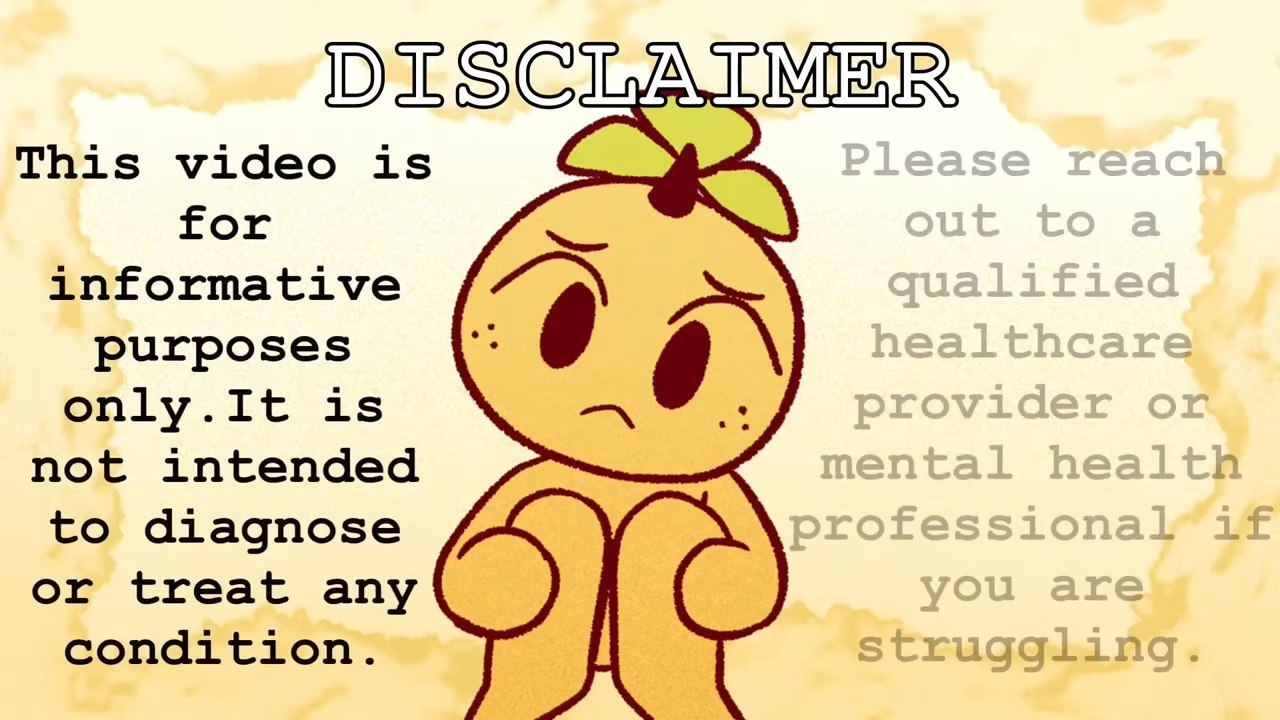 DISCLAIMER
This video is
for
informative
purposes
only.It is
not intended
to diagnose
or treat any
condition.
Please reach
out to a
qualified
healthcare
provider or
mental health
professional if
you are
struggling.